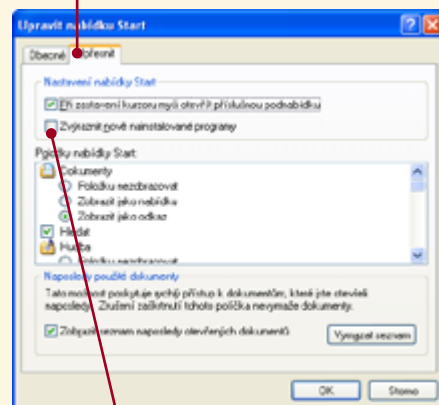 Upravit nabídku Start
Obecné Upřesnit
Nastavení nabídky Start
Při zastavení kurzoru myši otevřít příslušnou podnabídku
Zvýraznit nově nainstalované programy
Položky nabídky Start:
Dokumenty
Položku nezobrazovat
Zobrazit jako nabídku
Zobrazit jako odkaz
Hledat
Hudba
Položku nezobrazovat
Naposledy použité dokumenty
Tato možnost poskytuje rychlý přístup k dokumentům, které jste otevřeli
naposledy. Zrušení zaškrtnutí tohoto políčka nevymaže dokumenty.
Zobrazit seznam naposledy otevřených dokumentů
Vymazat seznam
OK Storno